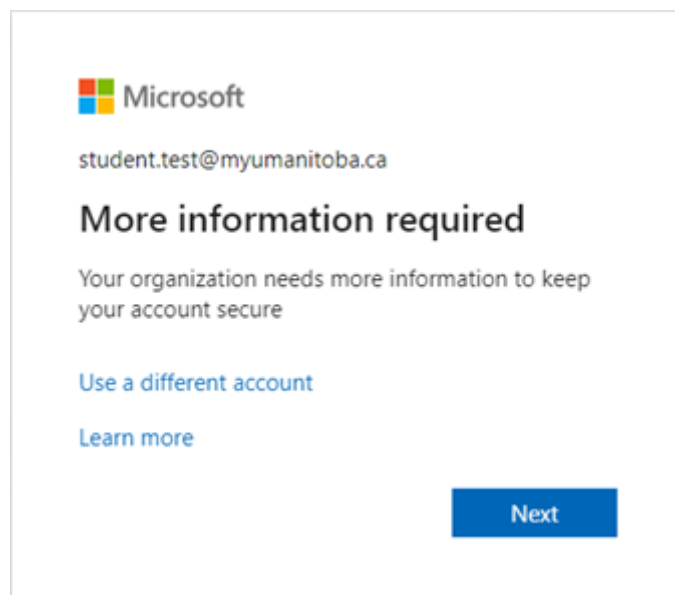 Microsoft
student.test@myumanitoba.ca
More information required
Your organization needs more information to keep
your account secure
Use a different account
Learn more
Next